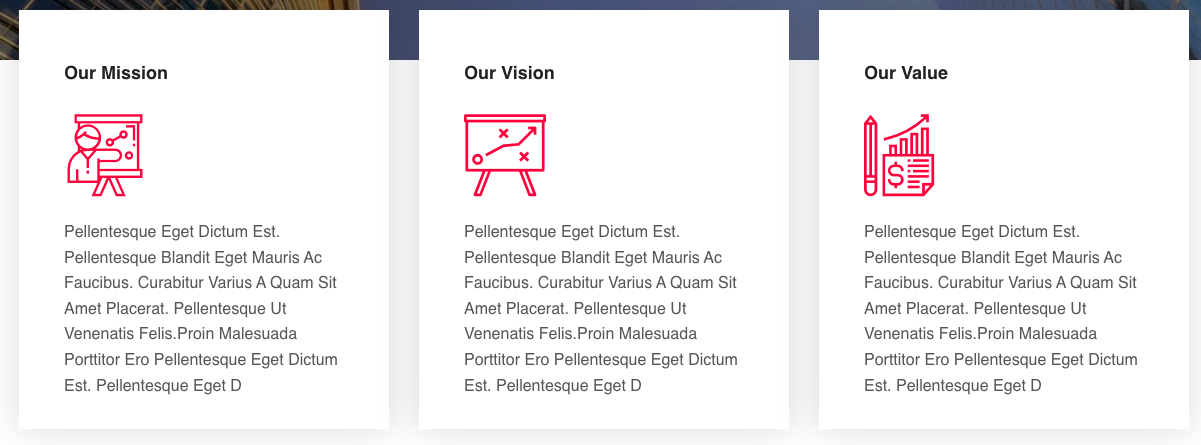 Our Mission
Pellentesque Eget Dictum Est.
Pellentesque Blandit Eget Mauris Ac
Faucibus. Curabitur Varius A Quam Sit
Amet Placerat. Pellentesque Ut
Venenatis Felis.Proin Malesuada
Porttitor Ero Pellentesque Eget Dictum
Est. Pellentesque Eget D
Our Vision
Pellentesque Eget Dictum Est.
Pellentesque Blandit Eget Mauris Ac
Faucibus. Curabitur Varius A Quam Sit
Amet Placerat. Pellentesque Ut
Venenatis Felis.Proin Malesuada
Porttitor Ero Pellentesque Eget Dictum
Est. Pellentesque Eget D
Our Value
$
Pellentesque Eget Dictum Est.
Pellentesque Blandit Eget Mauris Ac
Faucibus. Curabitur Varius A Quam Sit
Amet Placerat. Pellentesque Ut
Venenatis Felis.Proin Malesuada
Porttitor Ero Pellentesque Eget Dictum
Est. Pellentesque Eget D